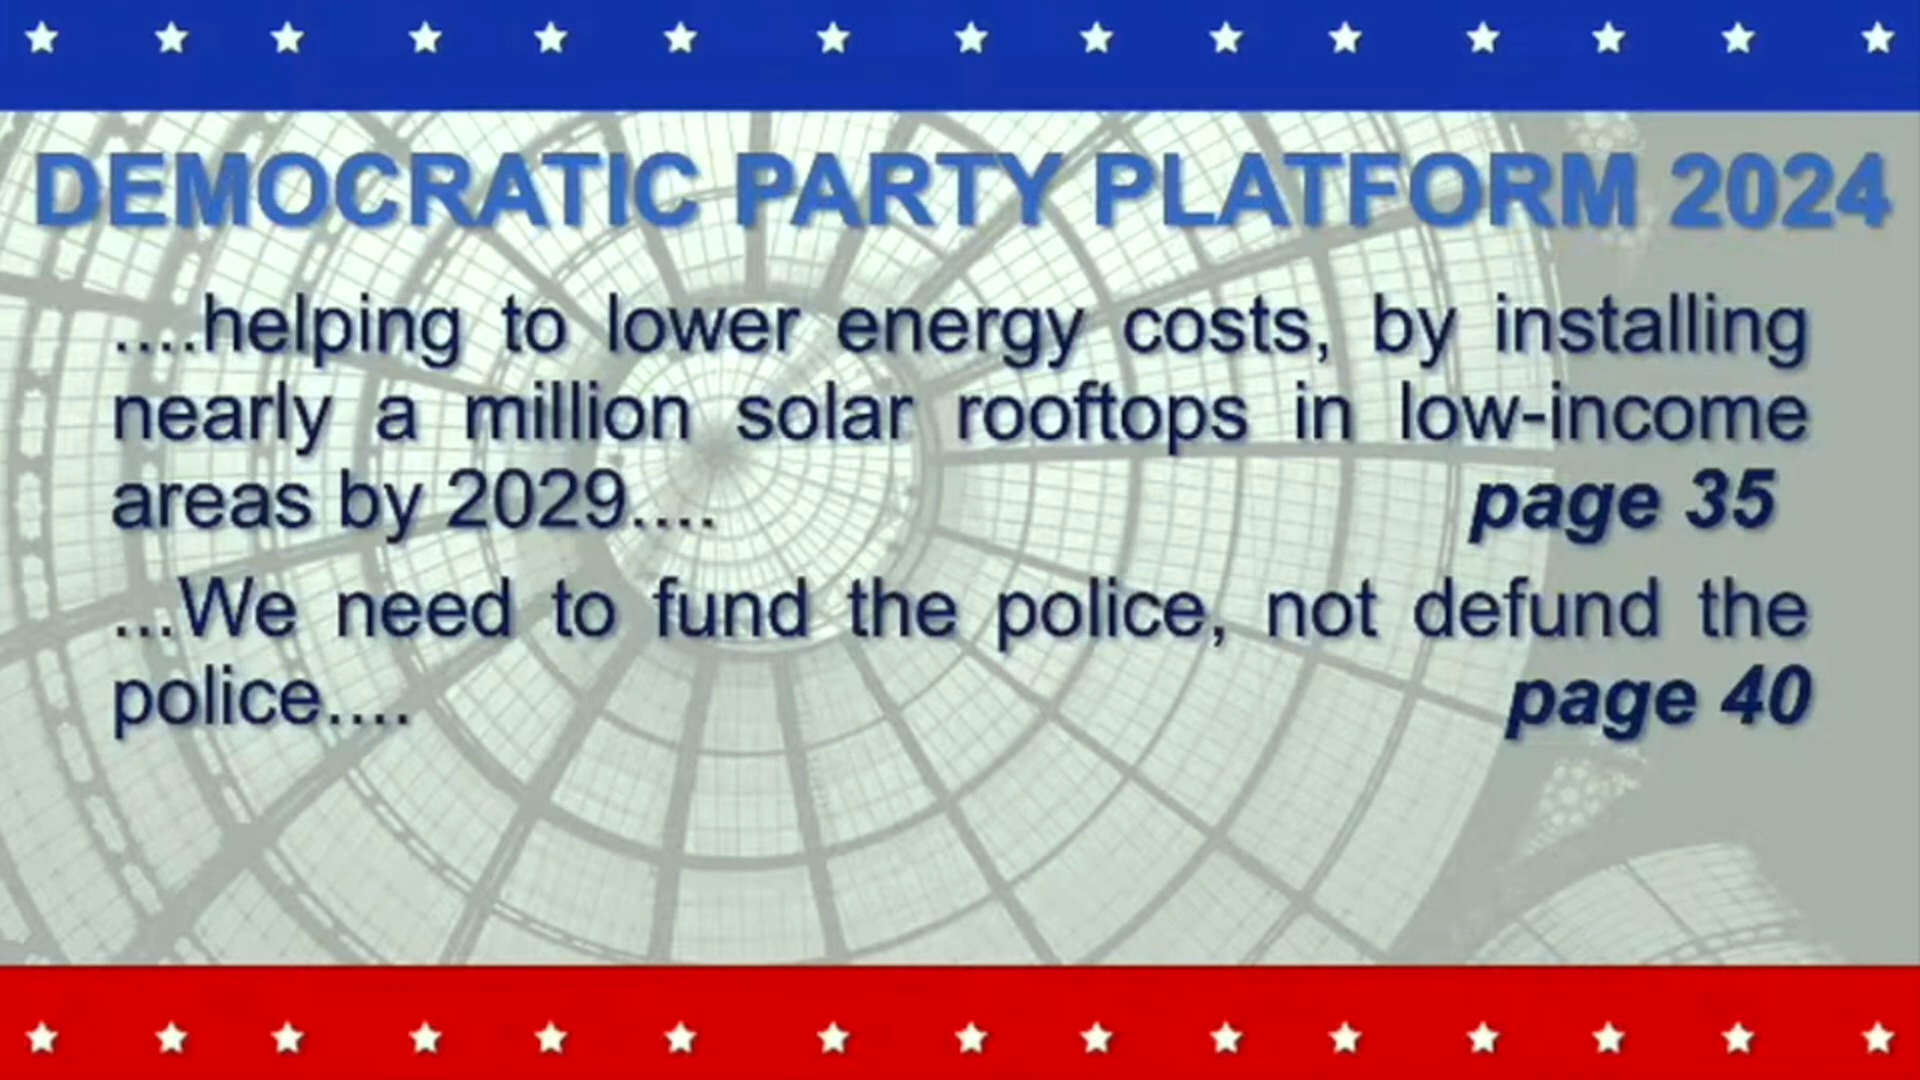 DEMOCRATIC PARTY PLATFORM 2024
....helping to lower energy costs, by installing
nearly a million solar rooftops in low-income
areas by 2029.... page 35
...We need to fund the police, not defund the
police.... page 40